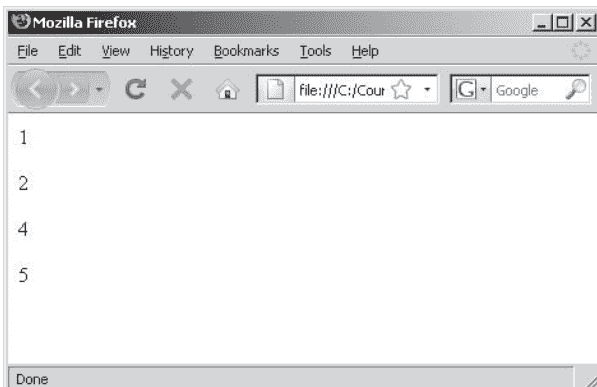 Mozilla Firefox
File Edit View History Bookmarks Tools Help
file:///C:/Cour G Google
1
2
4
5
Done